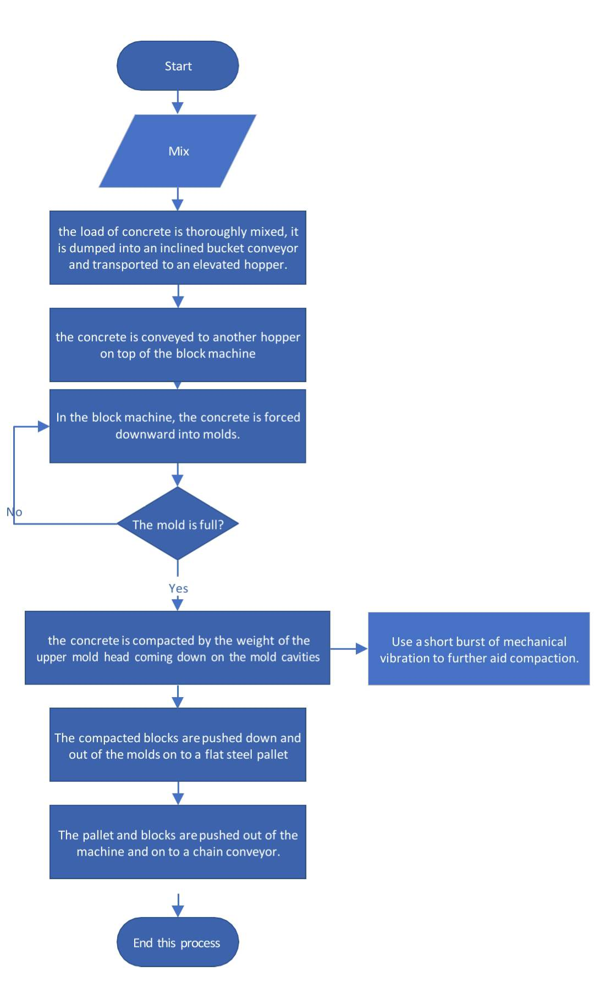 Start
Mix
the load of concrete is thoroughly mixed, it
is dumped into an inclined bucket conveyor
and transported to an elevated hopper.
the concrete is conveyed to another hopper
on top of the block machine
In the block machine, the concrete is forced
downward into molds.
No
The mold is full?
Yes
the concrete is compacted by the weight of the
upper mold head coming down on the mold cavities
Use a short burst of mechanical
vibration to further aid compaction.
The compacted blocks are pushed down and
out of the molds on to a flat steel pallet
The pallet and blocks are pushed out of the
machine and on to a chain conveyor.
End this process